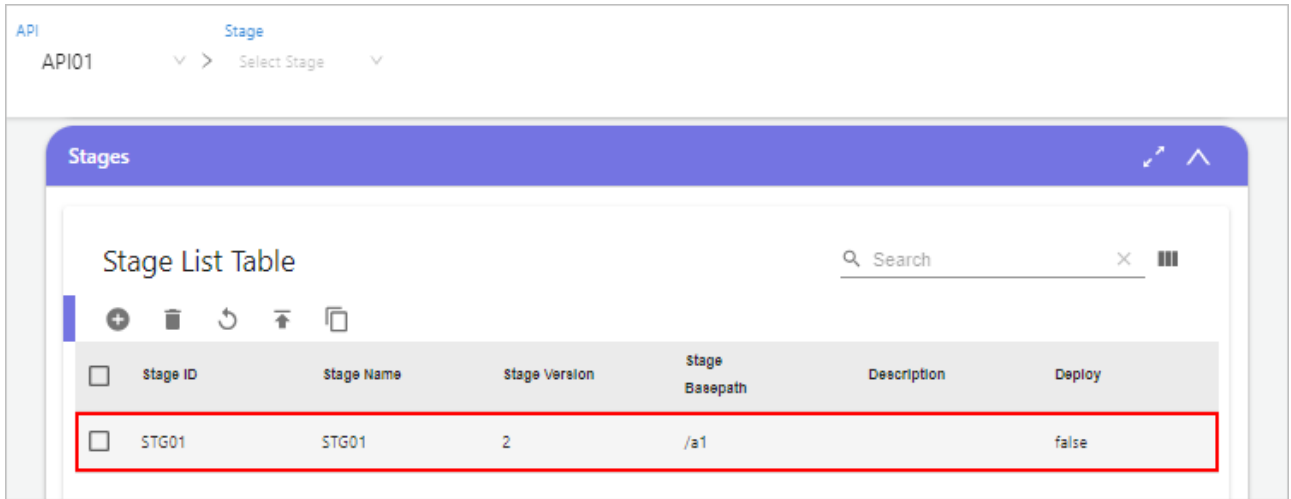 API Stage
API01 > Select Stage
Stages
Stage List Table Search
Stage ID Stage Name Stage Version Stage Basepath Description Deploy
STG01 STG01 2 /a1 false